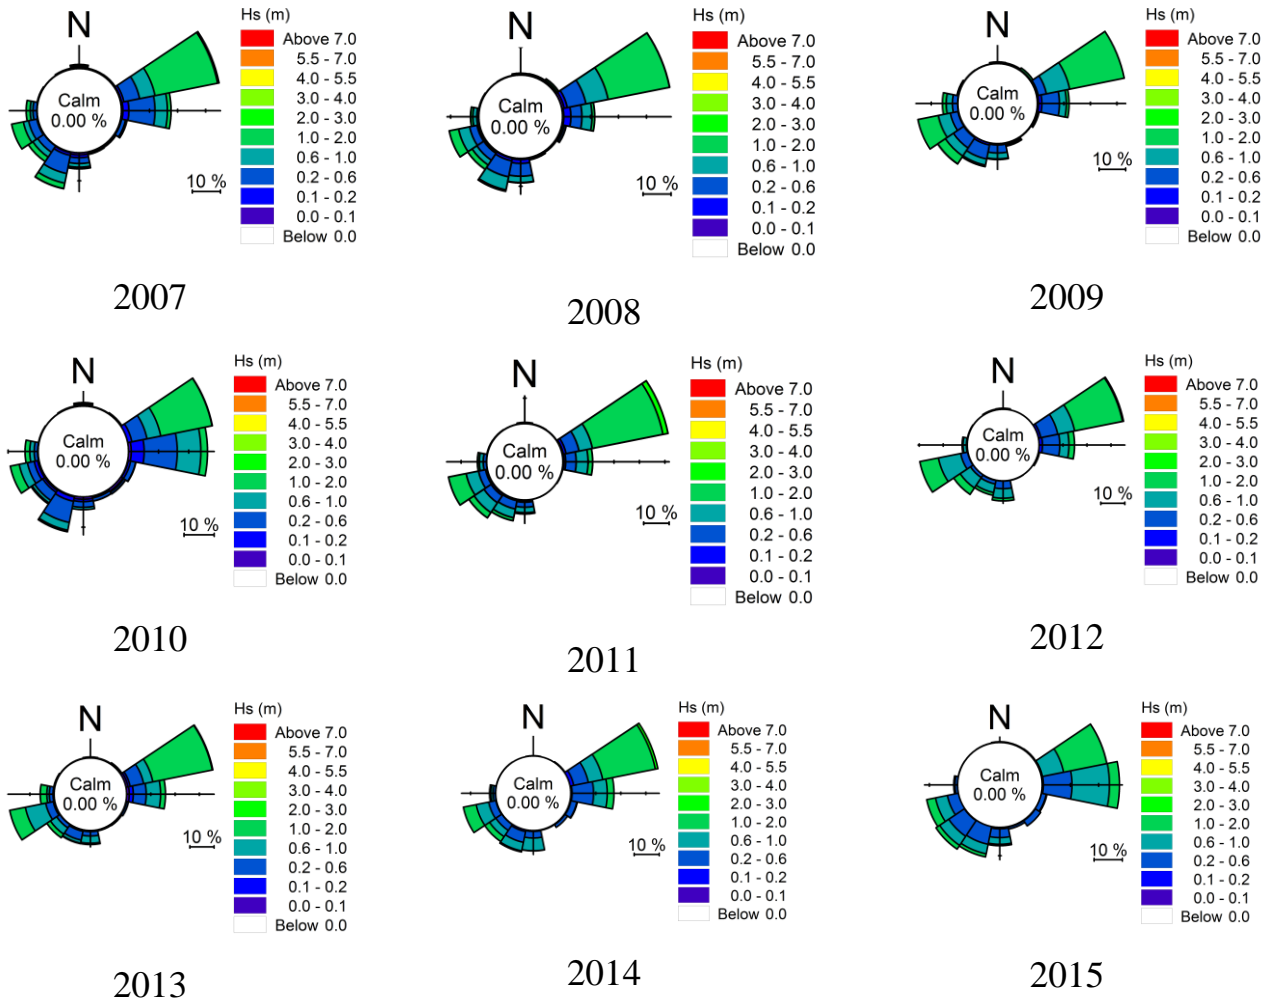 N
Calm
0.00 %
10 %
Hs (m)
Above 7.0
5.5 - 7.0
4.0 - 5.5
3.0 - 4.0
2.0 - 3.0
1.0 - 2.0
0.6 - 1.0
0.2 - 0.6
0.1 - 0.2
0.0 - 0.1
Below 0.0
2007
N
Calm
0.00 %
10 %
Hs (m)
Above 7.0
5.5 - 7.0
4.0 - 5.5
3.0 - 4.0
2.0 - 3.0
1.0 - 2.0
0.6 - 1.0
0.2 - 0.6
0.1 - 0.2
0.0 - 0.1
Below 0.0
2008
N
Calm
0.00 %
10 %
Hs (m)
Above 7.0
5.5 - 7.0
4.0 - 5.5
3.0 - 4.0
2.0 - 3.0
1.0 - 2.0
0.6 - 1.0
0.2 - 0.6
0.1 - 0.2
0.0 - 0.1
Below 0.0
2009
N
Calm
0.00 %
10 %
Hs (m)
Above 7.0
5.5 - 7.0
4.0 - 5.5
3.0 - 4.0
2.0 - 3.0
1.0 - 2.0
0.6 - 1.0
0.2 - 0.6
0.1 - 0.2
0.0 - 0.1
Below 0.0
2010
N
Calm
0.00 %
10 %
Hs (m)
Above 7.0
5.5 - 7.0
4.0 - 5.5
3.0 - 4.0
2.0 - 3.0
1.0 - 2.0
0.6 - 1.0
0.2 - 0.6
0.1 - 0.2
0.0 - 0.1
Below 0.0
2011
N
Calm
0.00 %
10 %
Hs (m)
Above 7.0
5.5 - 7.0
4.0 - 5.5
3.0 - 4.0
2.0 - 3.0
1.0 - 2.0
0.6 - 1.0
0.2 - 0.6
0.1 - 0.2
0.0 - 0.1
Below 0.0
2012
N
Calm
0.00 %
10 %
Hs (m)
Above 7.0
5.5 - 7.0
4.0 - 5.5
3.0 - 4.0
2.0 - 3.0
1.0 - 2.0
0.6 - 1.0
0.2 - 0.6
0.1 - 0.2
0.0 - 0.1
Below 0.0
2013
N
Calm
0.00 %
10 %
Hs (m)
Above 7.0
5.5 - 7.0
4.0 - 5.5
3.0 - 4.0
2.0 - 3.0
1.0 - 2.0
0.6 - 1.0
0.2 - 0.6
0.1 - 0.2
0.0 - 0.1
Below 0.0
2014
N
Calm
0.00 %
10 %
Hs (m)
Above 7.0
5.5 - 7.0
4.0 - 5.5
3.0 - 4.0
2.0 - 3.0
1.0 - 2.0
0.6 - 1.0
0.2 - 0.6
0.1 - 0.2
0.0 - 0.1
Below 0.0
2015